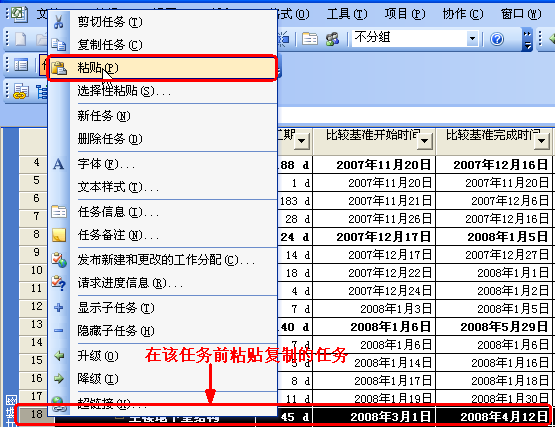 格式(O) 工具(T) 项目(P) 协作(C) 窗口(W)
剪切任务(T)
复制任务(C)
不分组
粘贴(P)
选择性粘贴(S)...
新任务(N)
删除任务(D)
工期 比较基准开始时间 比较基准完成时间
4 字体(F)... 188 d 2007年11月20日 2007年12月16日
5 文本样式(T)... 1 d 2007年11月20日 2007年11月20日
6 183 d 2007年11月21日 2007年12月16日
7 任务信息(I)... 28 d 2007年11月26日 2007年12月16日
8 任务备注(N)... 24 d 2007年12月17日 2008年1月5日
9 发布新建和更改的工作分配(C)... 14 d 2007年12月17日 2007年12月27日
10 请求进度信息(R)... 18 d 2007年12月22日 2008年1月1日
11 4 d 2007年12月24日 2008年1月2日
12 显示子任务(T) 7 d 2008年1月3日 2008年1月5日
13 隐藏子任务(H) 40 d 2008年1月6日 2008年5月29日
14 7 d 2008年1月6日 2008年1月6日
15 升级(O) 2008年1月14日
在该任务前粘贴复制的任务
16 降级(I) 8 d 2008年1月14日 2008年1月18日
17 超链接(H)... 11 d 2008年1月19日 2008年1月30日
18 主楼地下室结构 45 d 2008年3月1日 2008年4月12日